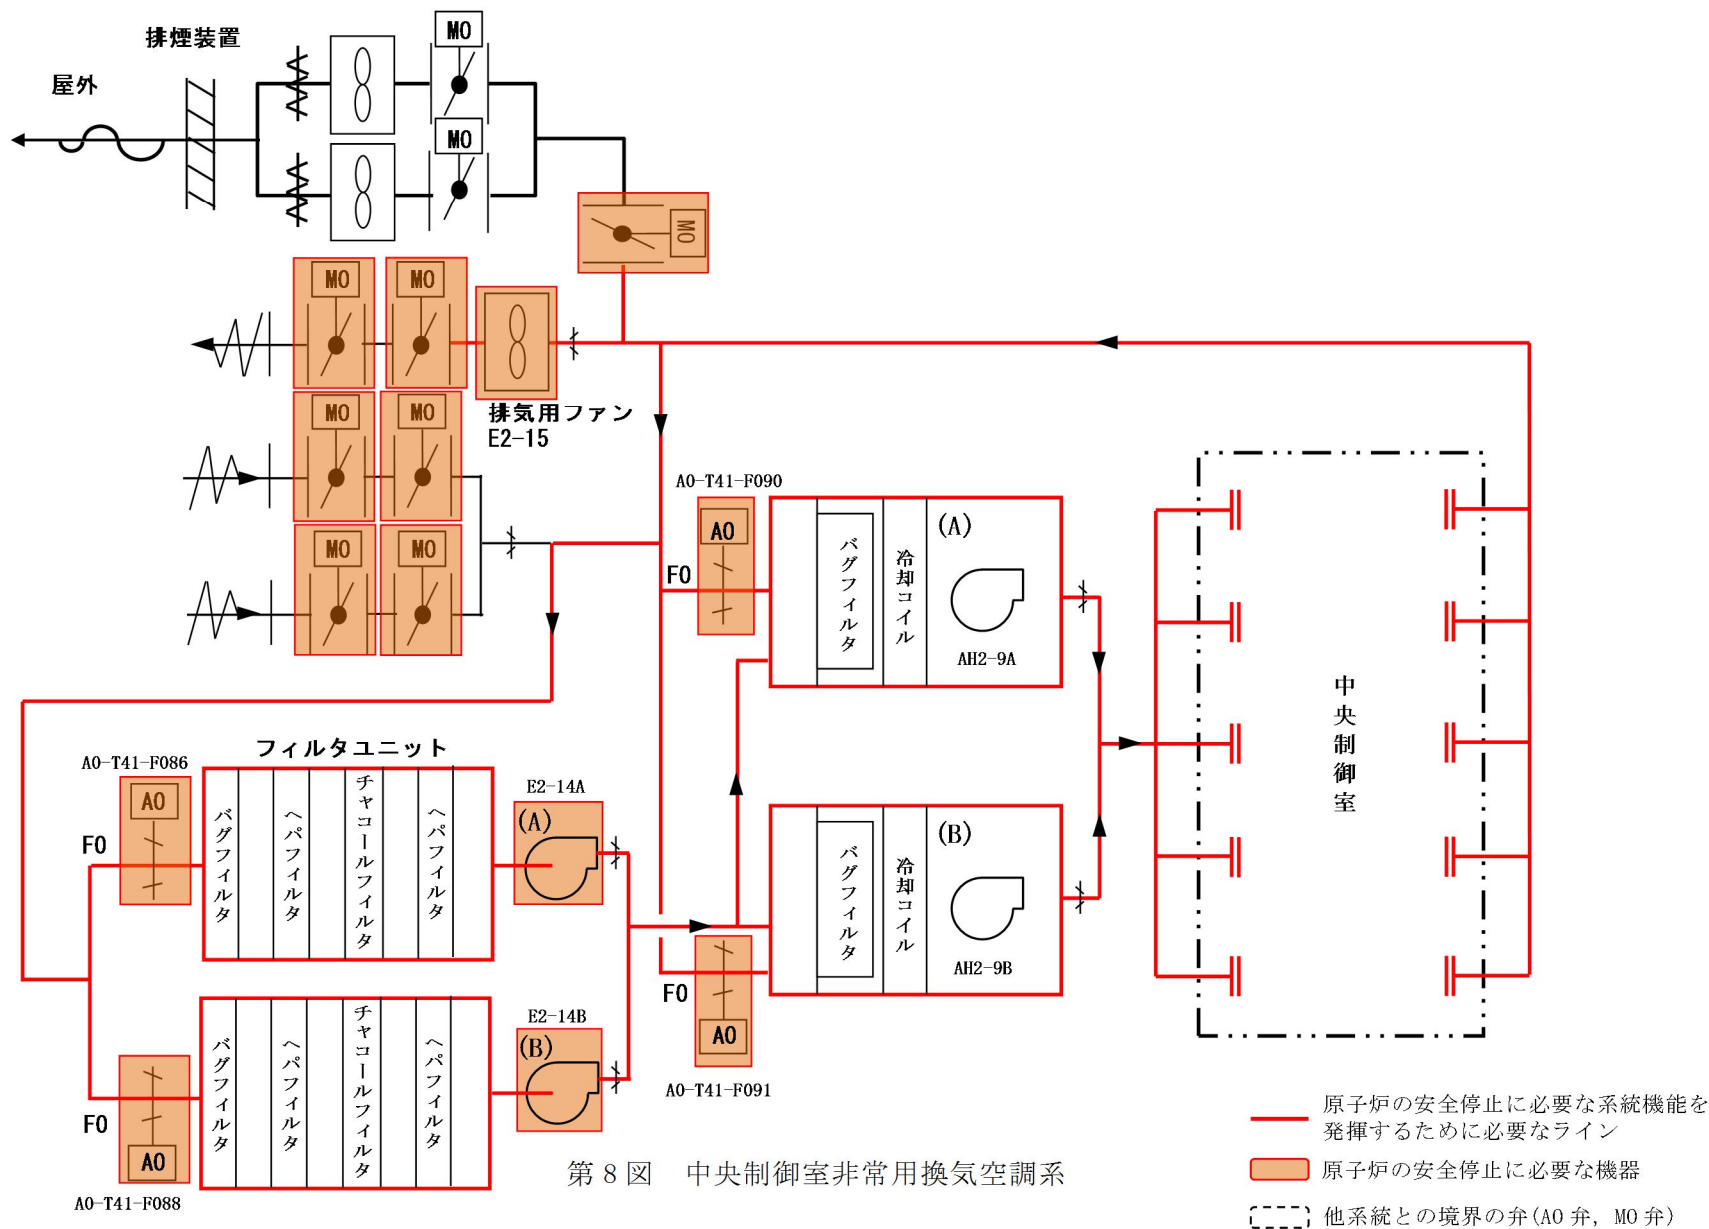 排煙装置
屋外
MO
MO
MO
MO
MO
排気用ファン
E2-15
MO
MO
MO
MO
AO-T41-F090
AO
FO
バグフィルタ
冷却コイル
(A)
AH2-9A
中央制御室
フィルタユニット
AO-T41-F086
AO
FO
バグフィルタ
ヘパフィルタ
チャコールフィルタ
ヘパフィルタ
E2-14A
(A)
バグフィルタ
冷却コイル
(B)
AH2-9B
FO
AO
AO-T41-F091
バグフィルタ
ヘパフィルタ
チャコールフィルタ
ヘパフィルタ
E2-14B
(B)
FO
AO
AO-T41-F088
第8図 中央制御室非常用換気空調系
原子炉の安全停止に必要な系統機能を
発揮するために必要なライン
原子炉の安全停止に必要な機器
他系統との境界の弁(AO弁, MO弁)